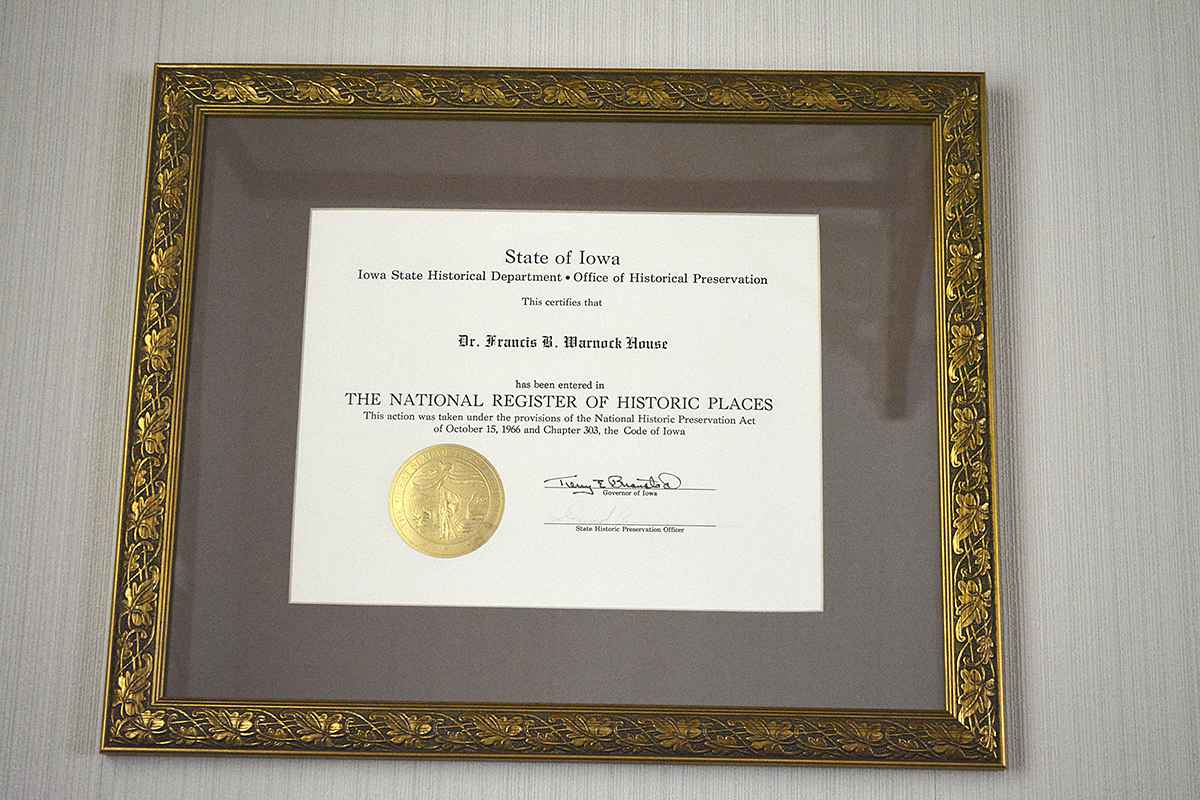 State of Iowa
Iowa State Historical Department • Office of Historical Preservation
This certifies that
Dr. Francis B. Warnock House
has been entered in
THE NATIONAL REGISTER OF HISTORIC PLACES
This action was taken under the provisions of the National Historic Preservation Act
of October 15, 1966 and Chapter 303, the Code of Iowa
Terry E Branstad
Governor of Iowa
State Historic Preservation Officer